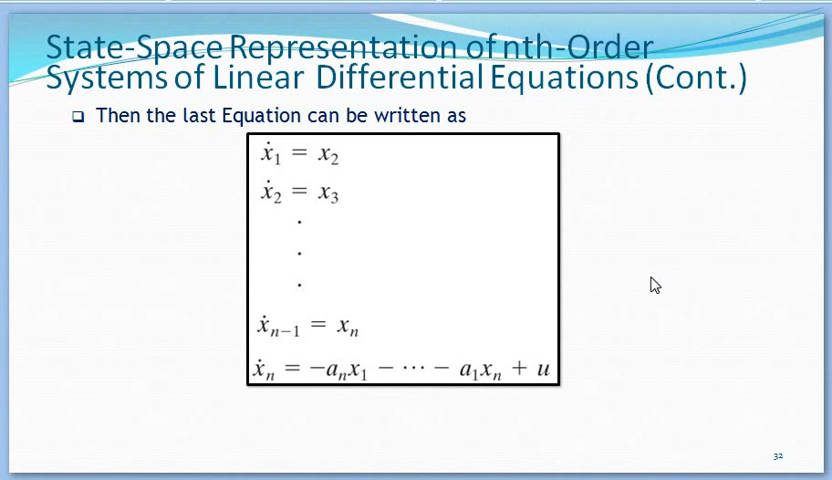 State-Space Representation of nth-Order
Systems of Linear Differential Equations (Cont.)
❑ Then the last Equation can be written as
ẋ₁ = x₂
ẋ₂ = x₃
.
.
.
ẋₙ₋₁ = xₙ
ẋₙ = −aₙx₁ − ⋯ − a₁xₙ + u
32